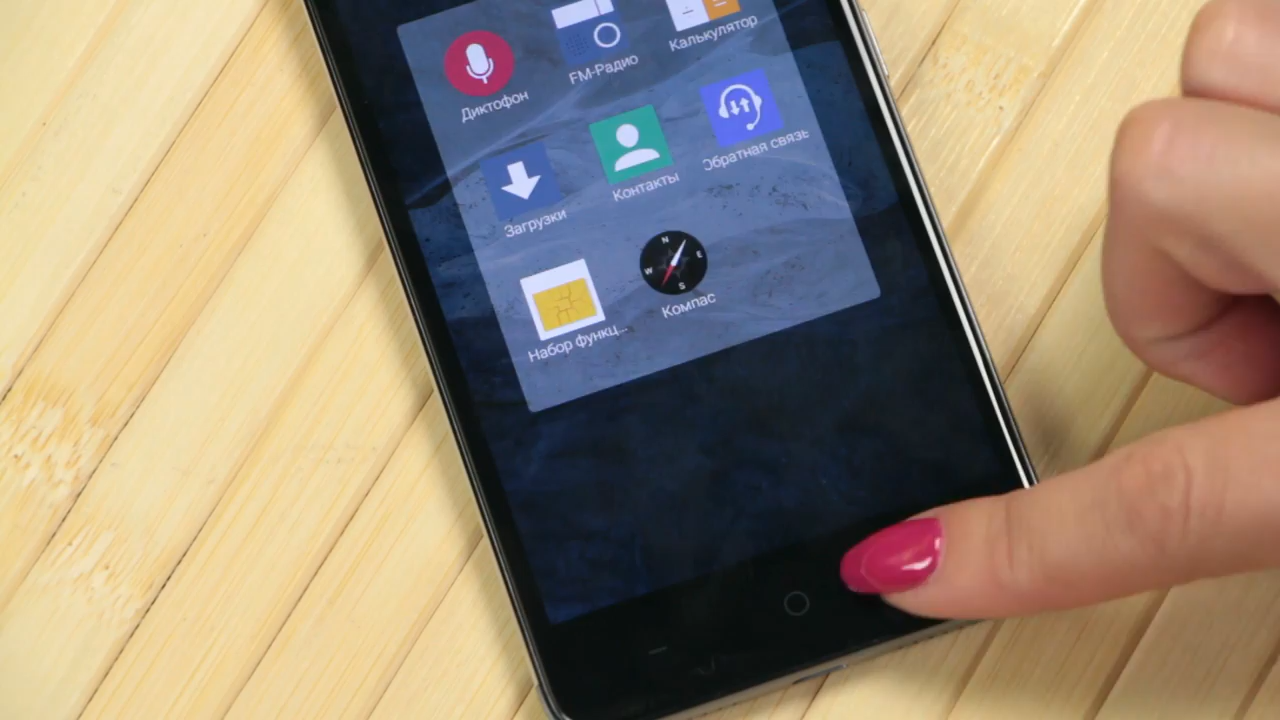 Диктофон
FM-Радио
Калькулятор
Загрузки
Контакты
Обратная связь
Набор функц...
Компас
N
E
S
W